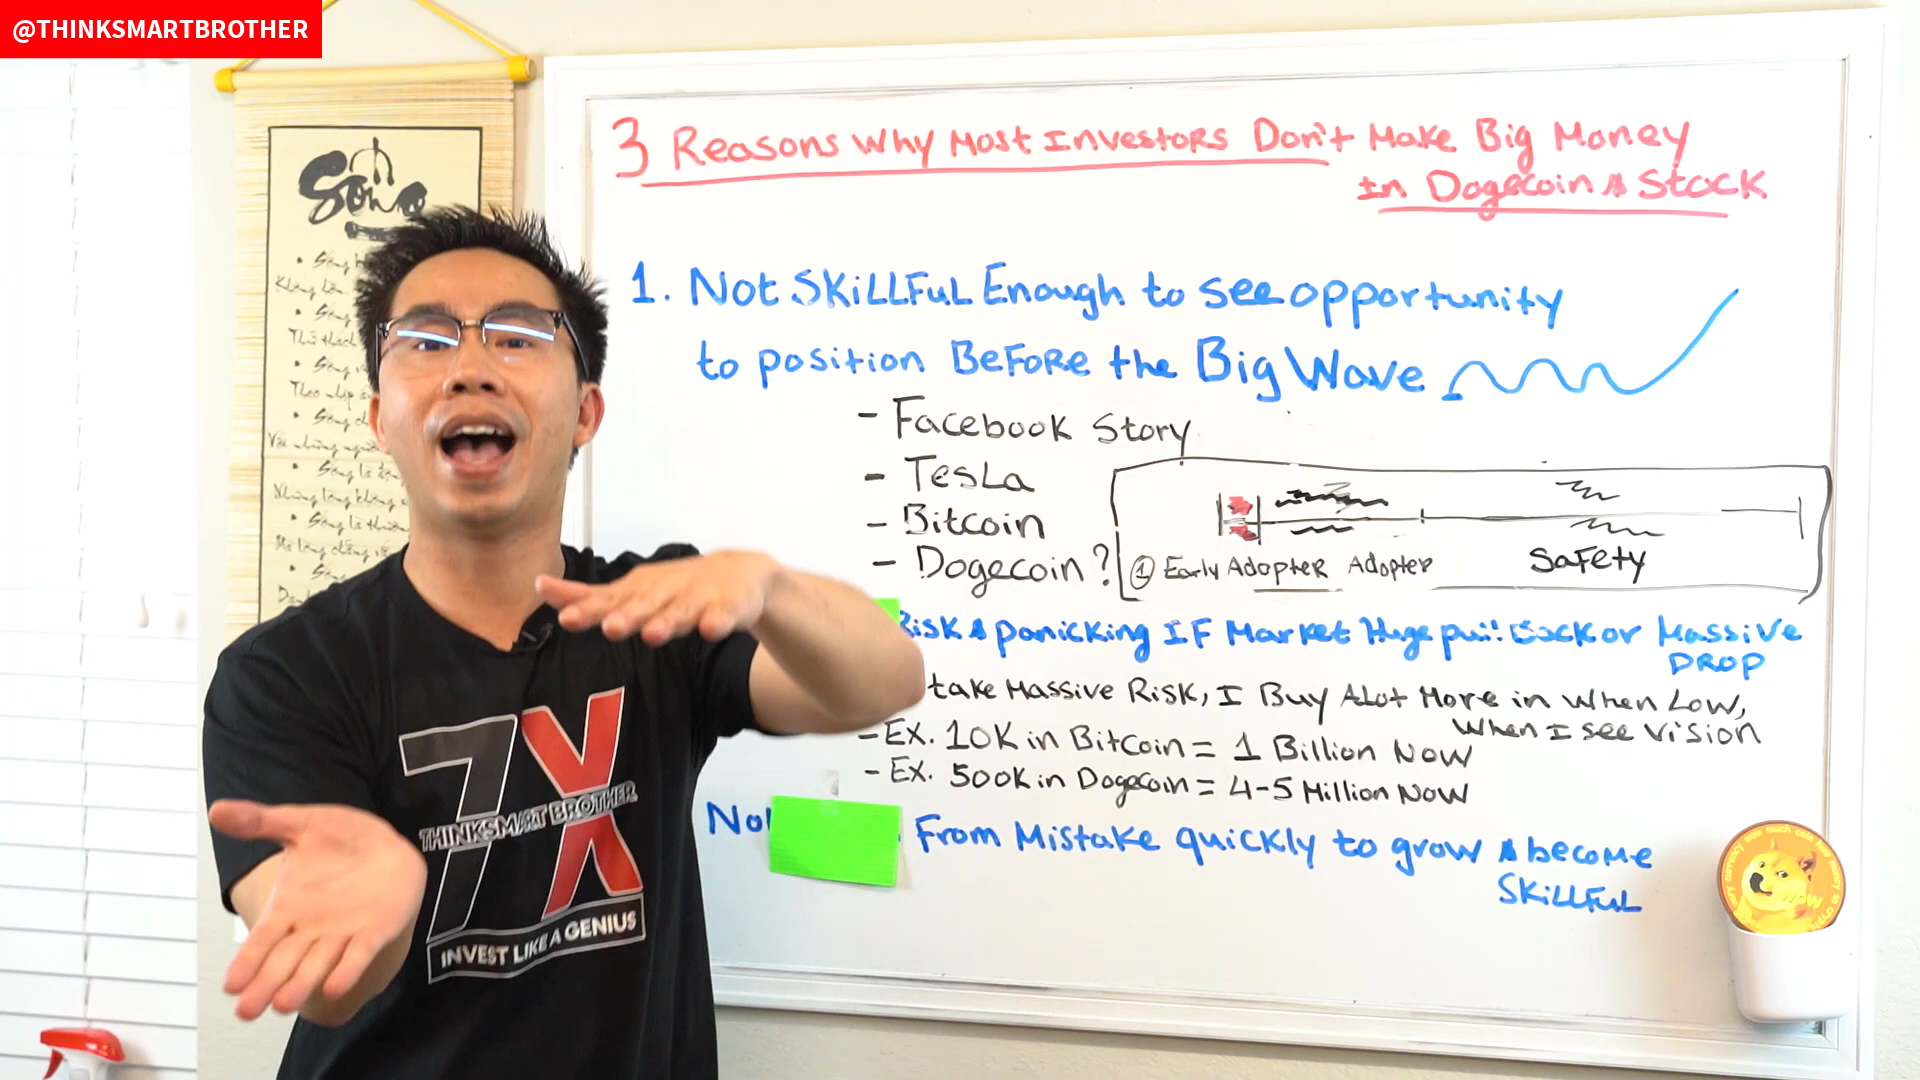 @THINKSMARTBROTHER
3 Reasons Why Most Investors Don't Make Big Money
In Dogecoin & Stock
1. Not SKiLLFuL Enough to see opportunity
to position BeFoRe the Big Wave
- Facebook Story
- TesLa
- Bitcoin
- Dogecoin?
① Early Adopter Adopter
Safety
Risk & panicking IF Market Huge pull back or Massive
DROP
take Massive Risk, I Buy ALot More in when Low,
When I see Vision
- EX. 10K in BitCoin = 1 Billion Now
- EX. 500K in Dogecoin = 4-5 Million Now
From Mistake quickly to grow & become
SKiLLFuL
7X
THINKSMART BROTHER
INVEST LIKE A GENIUS
WOW